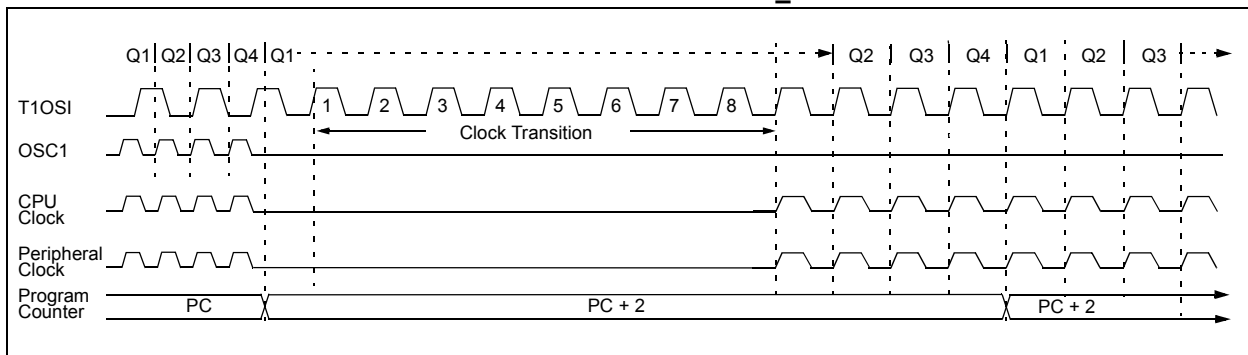 Q1 Q2 Q3 Q4 Q1 Q2 Q3 Q4 Q1 Q2 Q3
T1OSI
1 2 3 4 5 6 7 8
Clock Transition
OSC1
CPU
Clock
Peripheral
Clock
Program
Counter
PC PC + 2 PC + 2